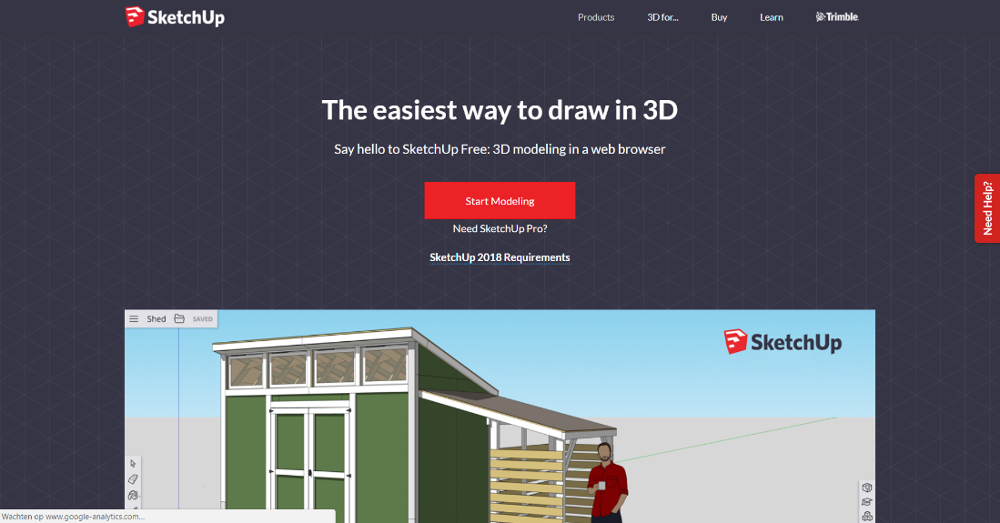 SketchUp
Products 3D for... Buy Learn Trimble.
The easiest way to draw in 3D
Say hello to SketchUp Free: 3D modeling in a web browser
Start Modeling
Need SketchUp Pro?
SketchUp 2018 Requirements
Need Help?
Shed SAVED
SketchUp
Wachten op www.google-analytics.com...